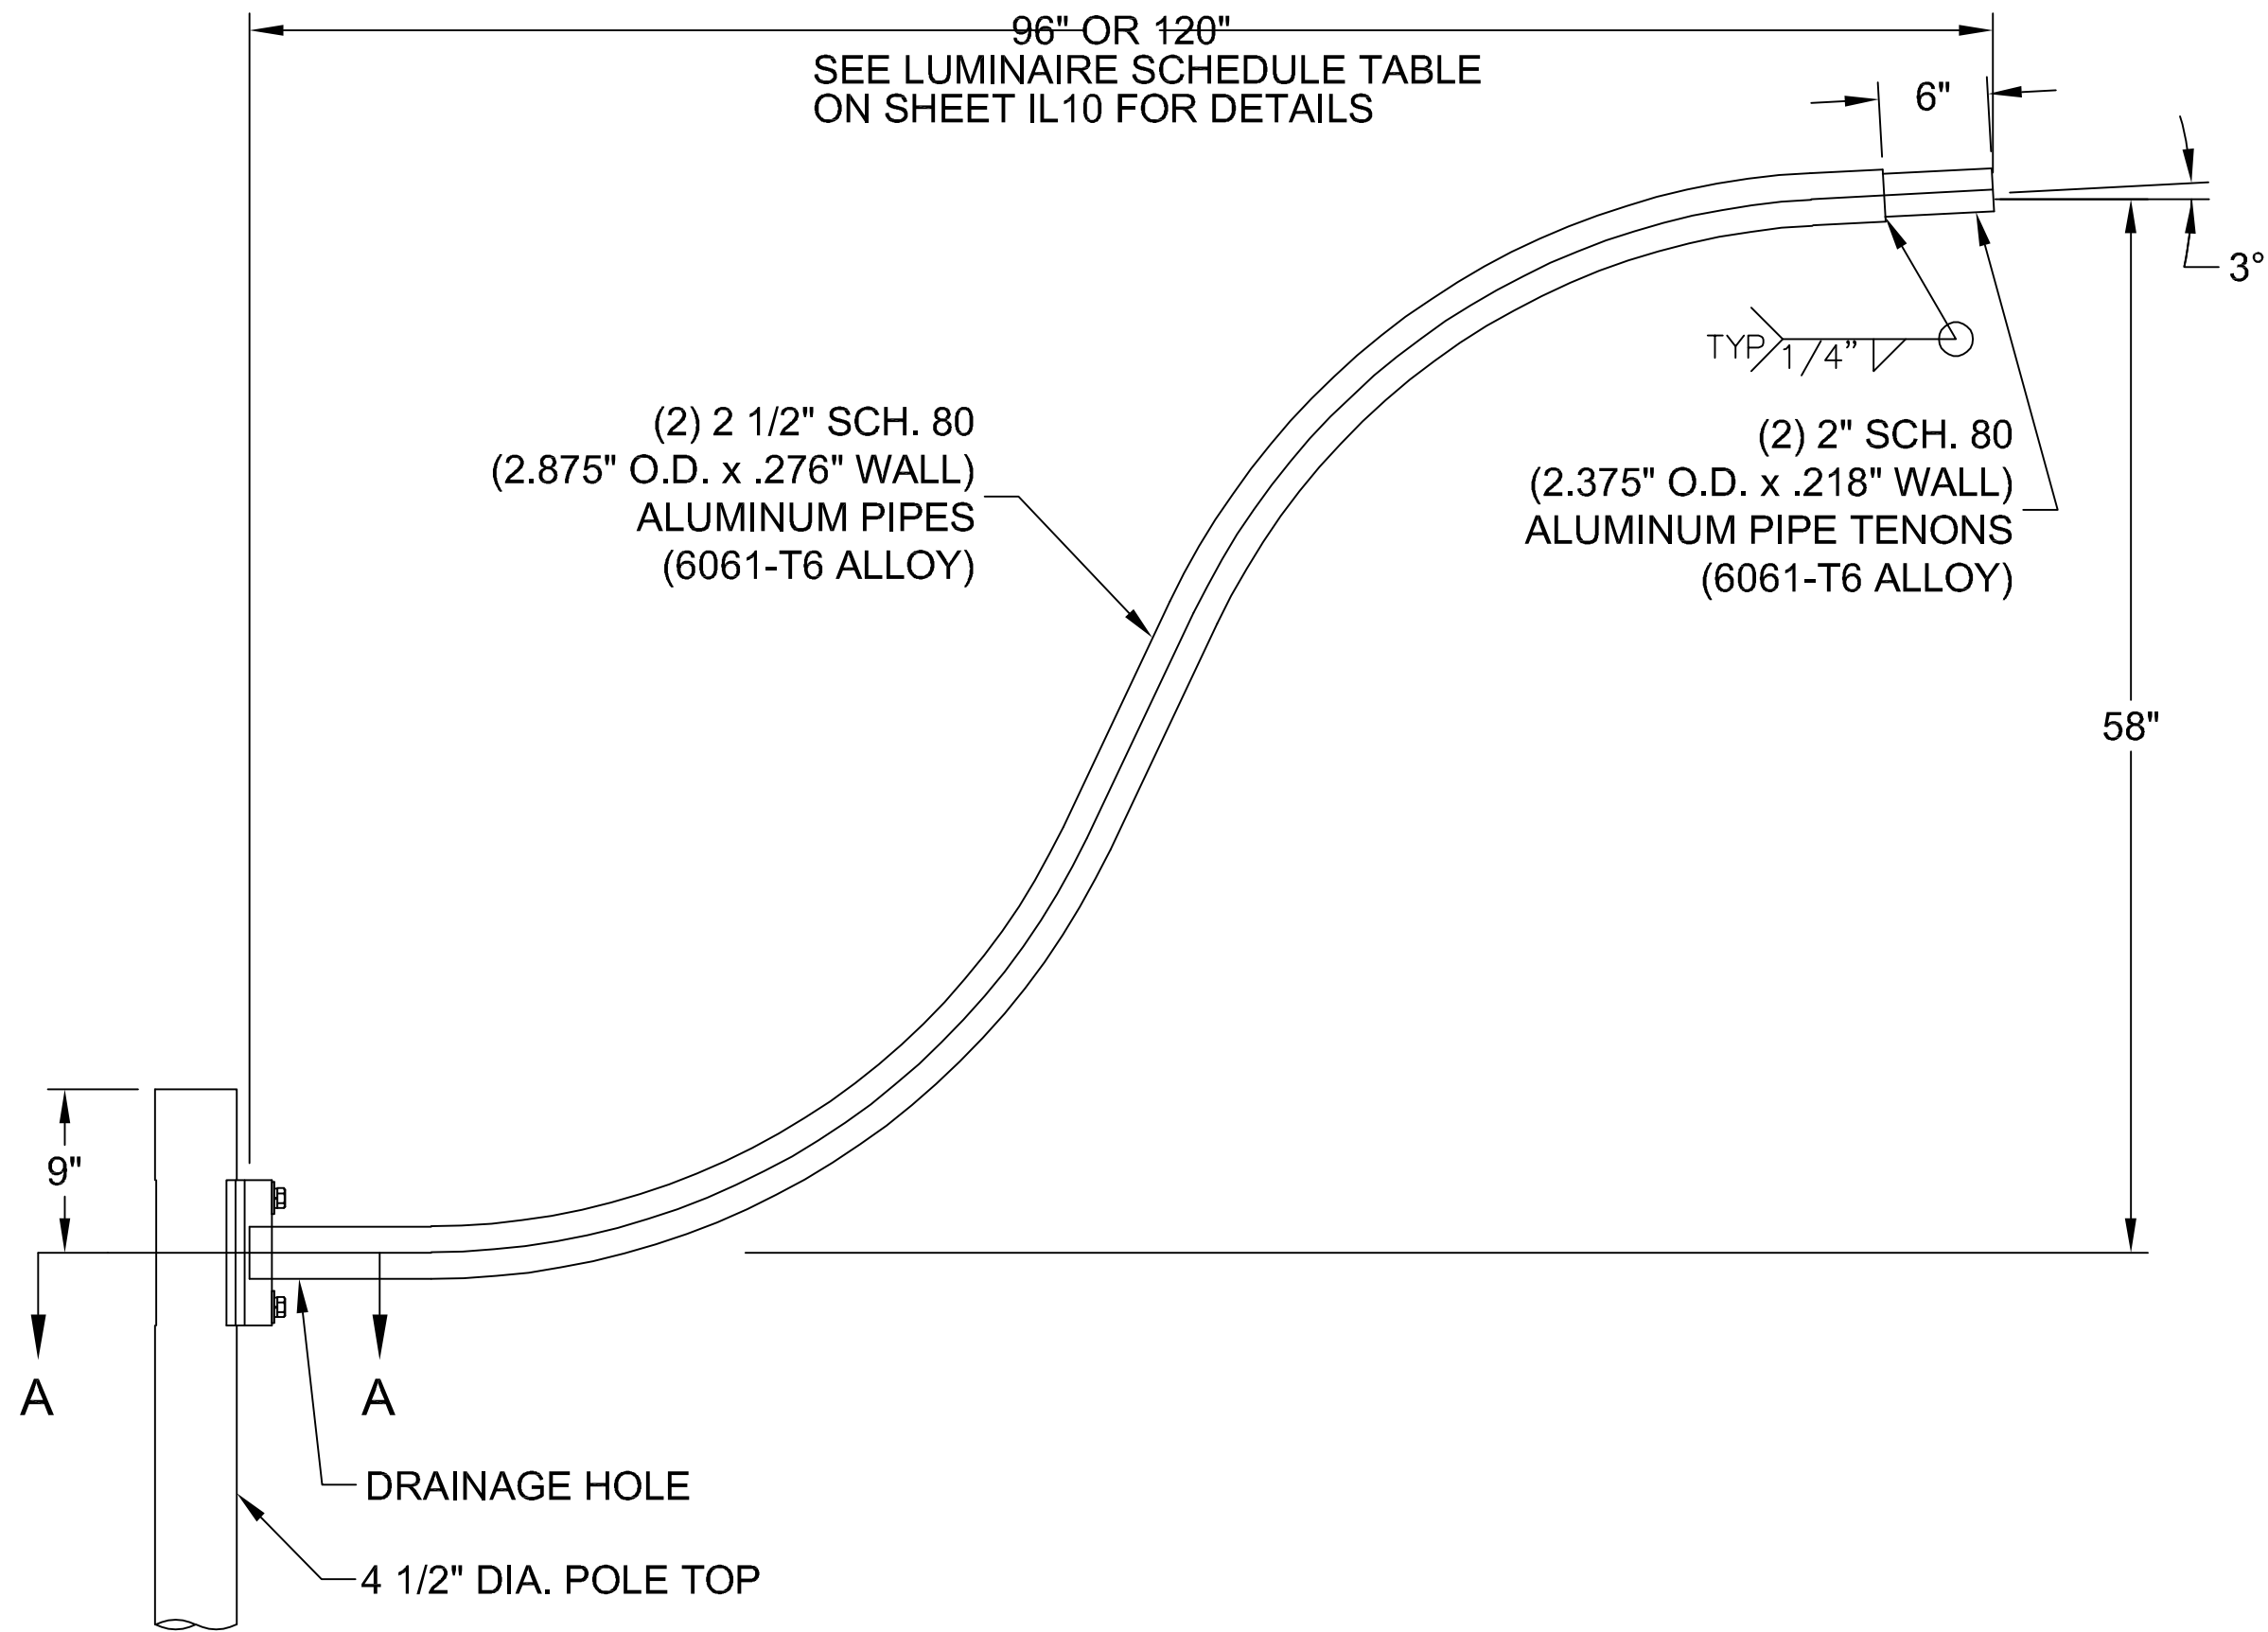 96" OR 120"
SEE LUMINAIRE SCHEDULE TABLE
ON SHEET IL10 FOR DETAILS
6"
3°
TYP 1/4"
(2) 2 1/2" SCH. 80
(2.875" O.D. x .276" WALL)
ALUMINUM PIPES
(6061-T6 ALLOY)
(2) 2" SCH. 80
(2.375" O.D. x .218" WALL)
ALUMINUM PIPE TENONS
(6061-T6 ALLOY)
58"
9"
A A
DRAINAGE HOLE
4 1/2" DIA. POLE TOP